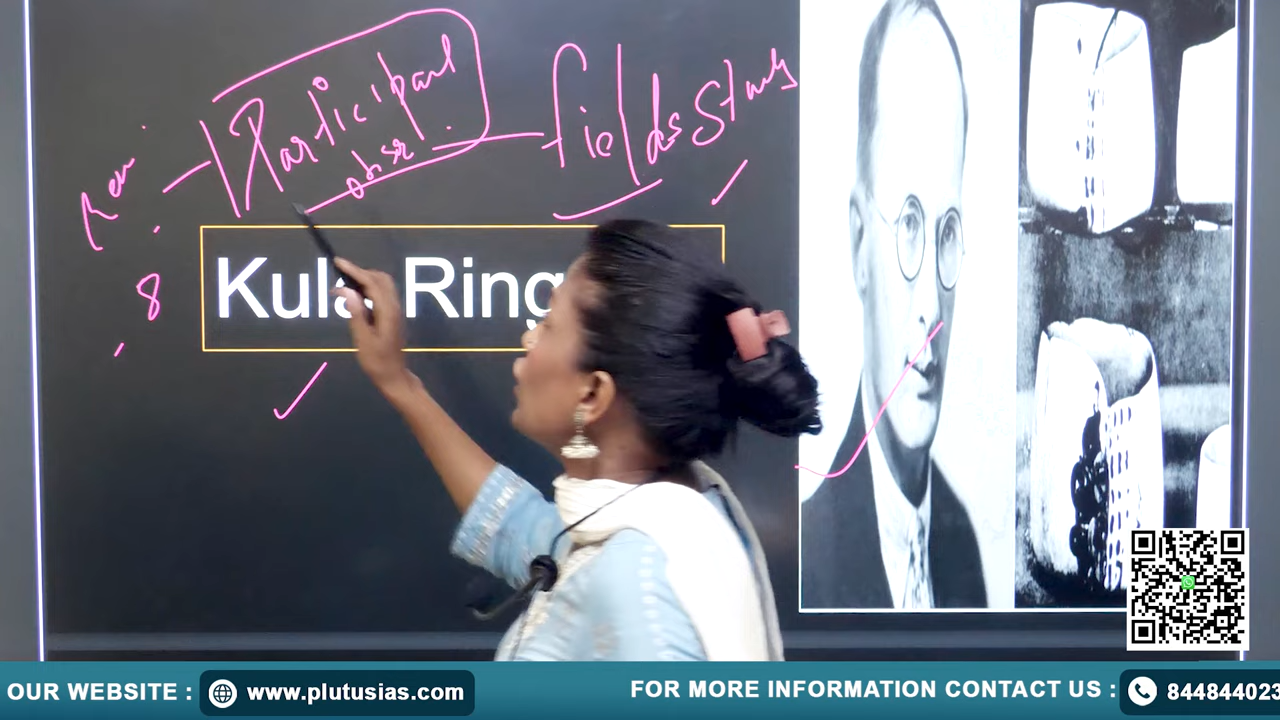 Participant
obsr.
fields Study
8
Kula Ring
OUR WEBSITE : www.plutusias.com
FOR MORE INFORMATION CONTACT US : 844844023